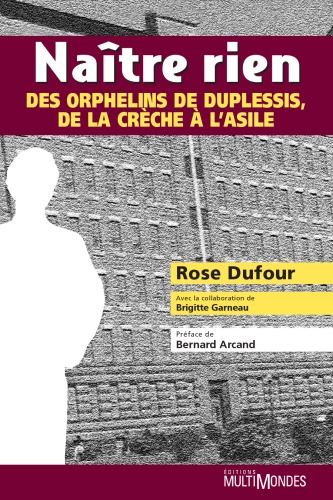 Naître rien
DES ORPHELINS DE DUPLESSIS,
DE LA CRÈCHE À L'ASILE
Rose Dufour
Avec la collaboration de
Brigitte Garneau
Préface de
Bernard Arcand
ÉDITIONS
MULTIMONDES